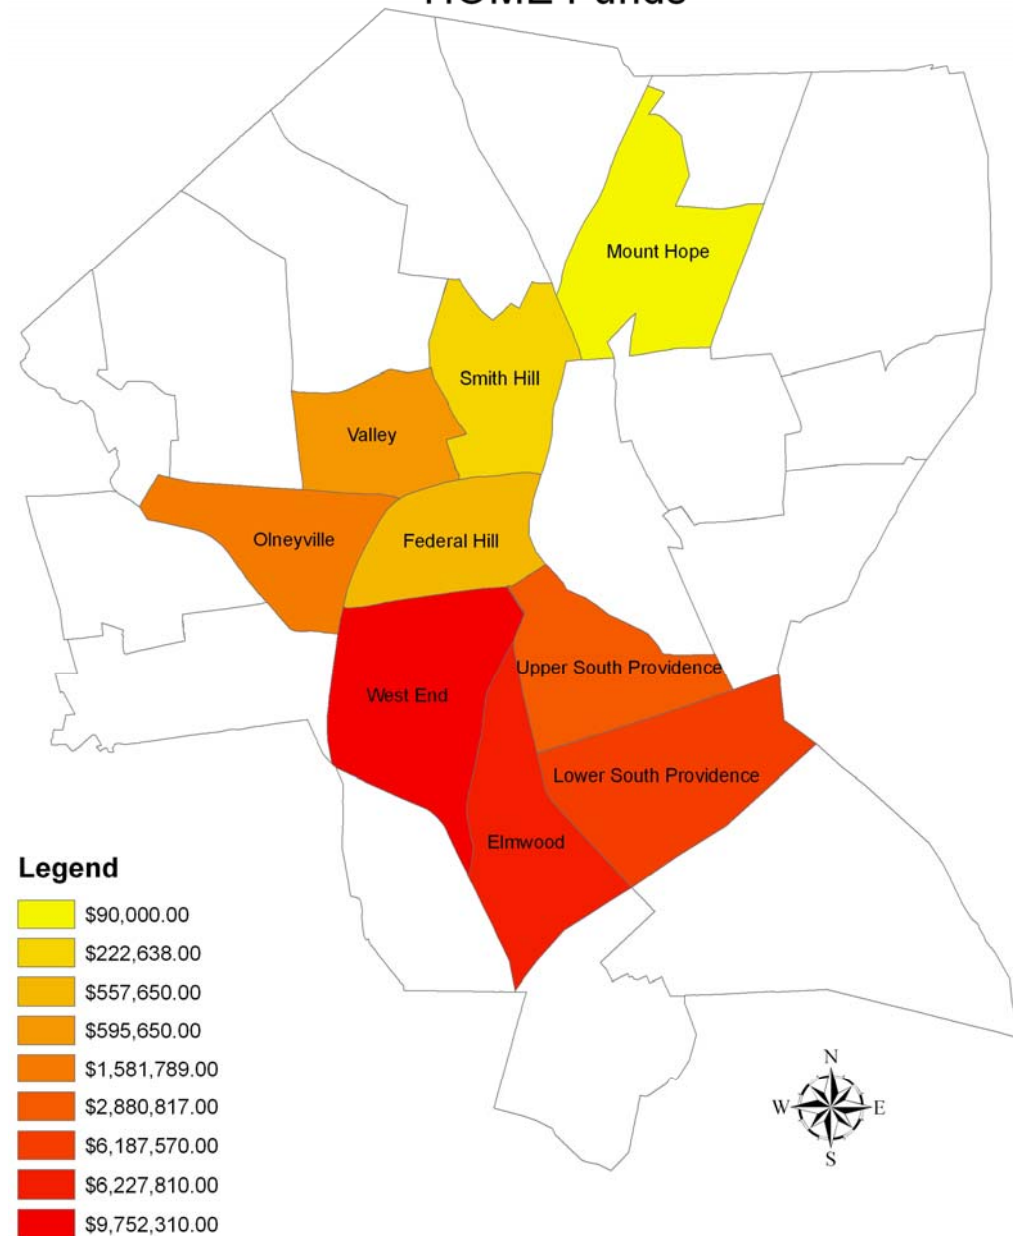 HOME Funds
Mount Hope
Smith Hill
Valley
Olneyville
Federal Hill
Upper South Providence
West End
Lower South Providence
Elmwood
Legend
$90,000.00
$222,638.00
$557,650.00
$595,650.00
$1,581,789.00
$2,880,817.00
$6,187,570.00
$6,227,810.00
$9,752,310.00
N
W E
S